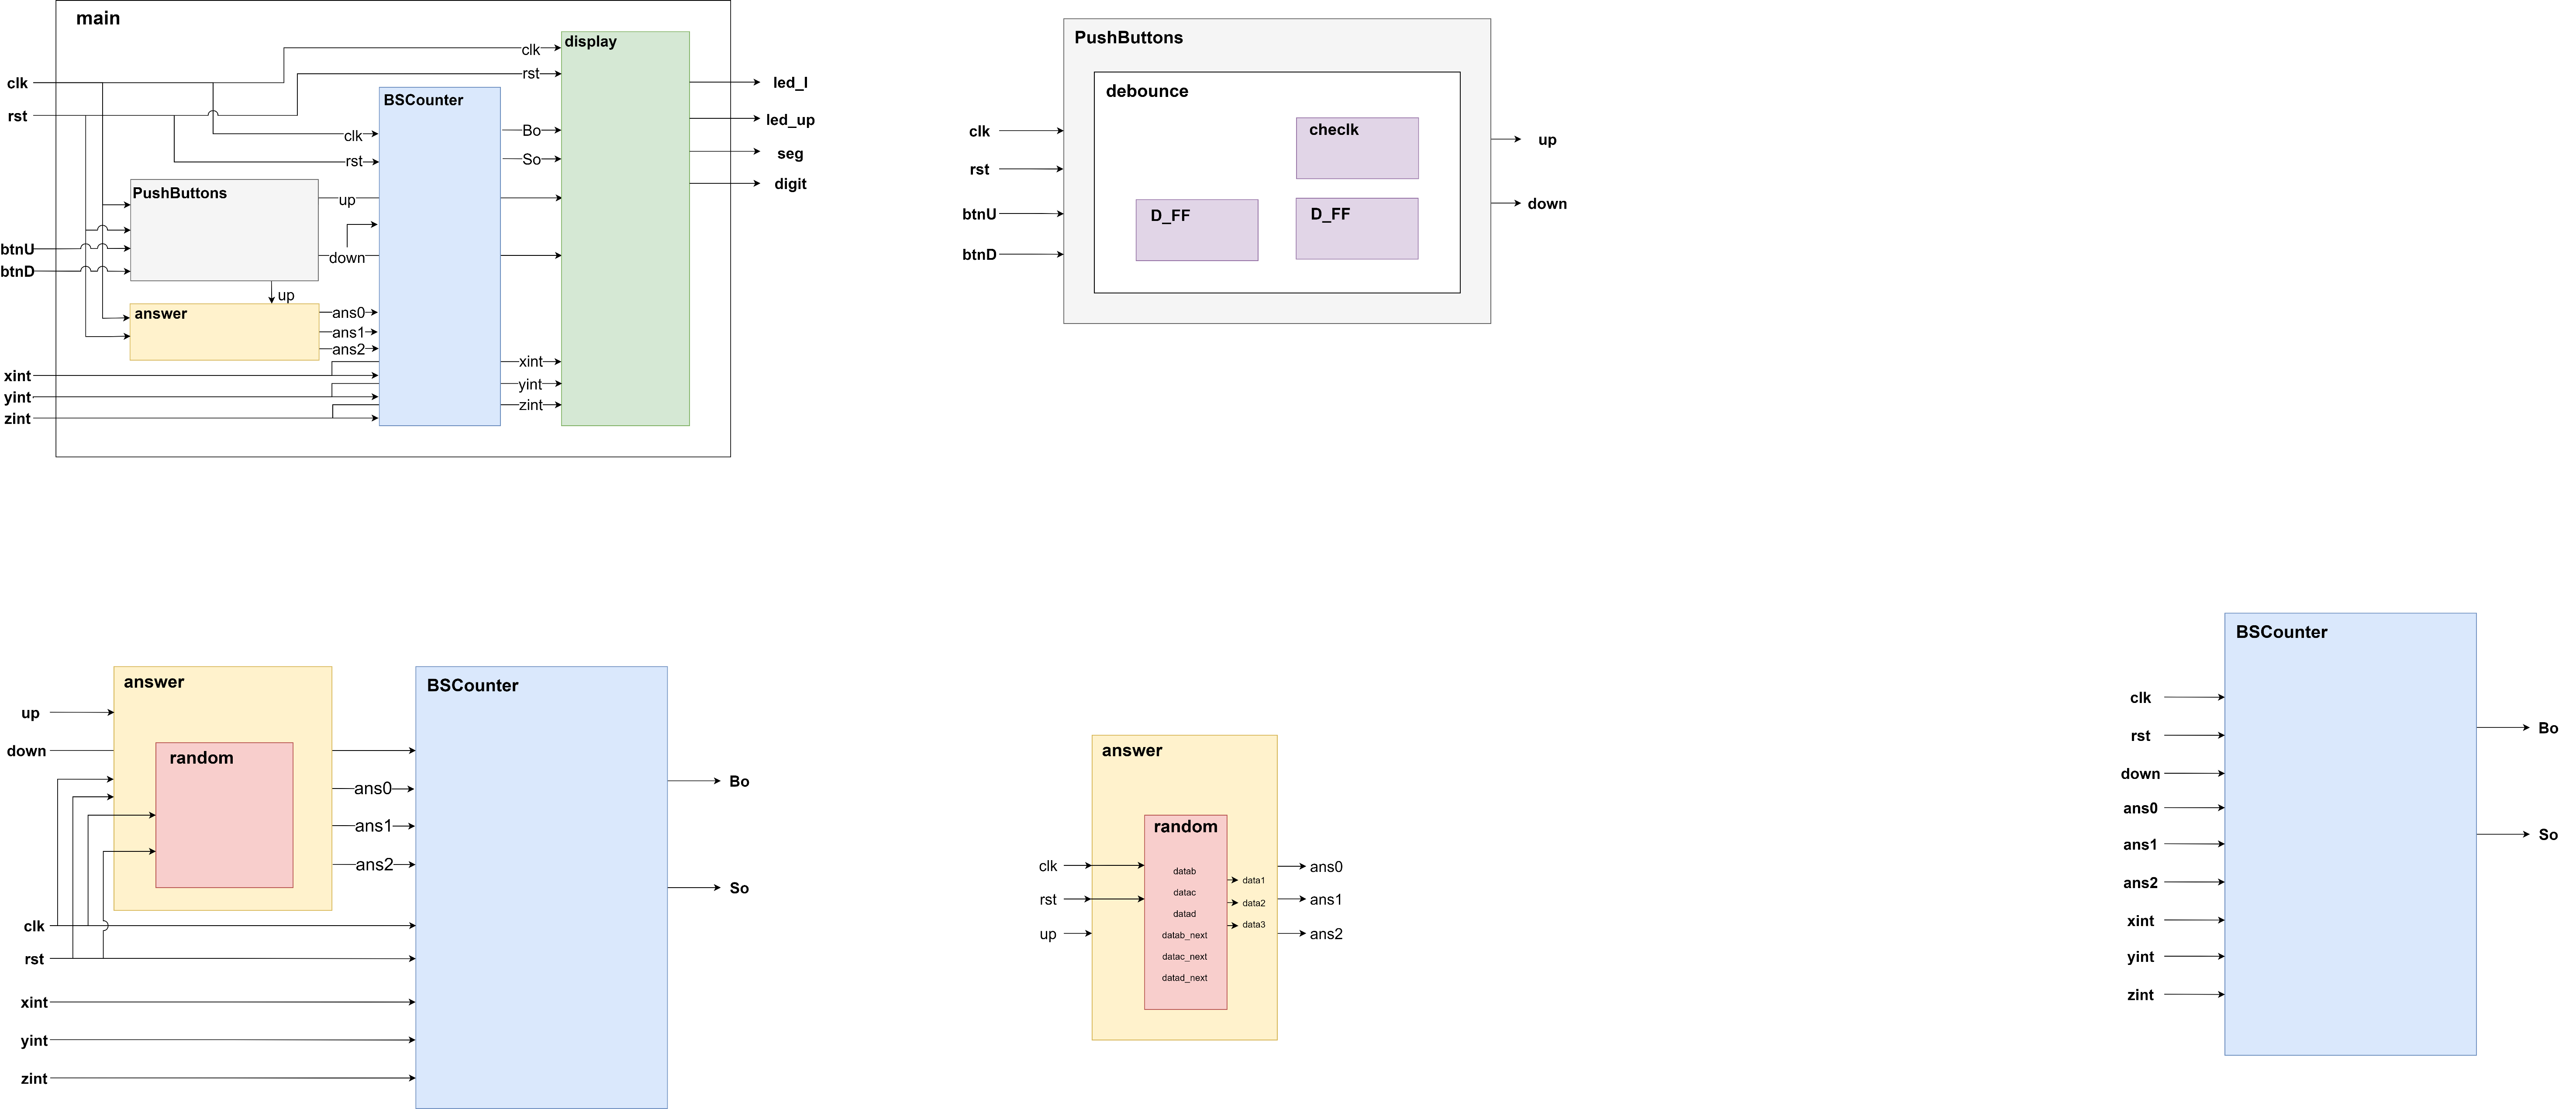 main
clk
rst
btnU
btnD
xint
yint
zint
clk
rst
display
BSCounter
clk
rst
Bo
So
PushButtons
up
down
up
answer
ans0
ans1
ans2
xint
yint
zint
led_I
led_up
seg
digit
PushButtons
debounce
checlk
D_FF
D_FF
clk
rst
btnU
btnD
up
down
answer
random
up
down
clk
rst
xint
yint
zint
ans0
ans1
ans2
BSCounter
Bo
So
answer
random
datab
datac
datad
datab_next
datac_next
datad_next
data1
data2
data3
clk
rst
up
ans0
ans1
ans2
BSCounter
clk
rst
down
ans0
ans1
ans2
xint
yint
zint
Bo
So